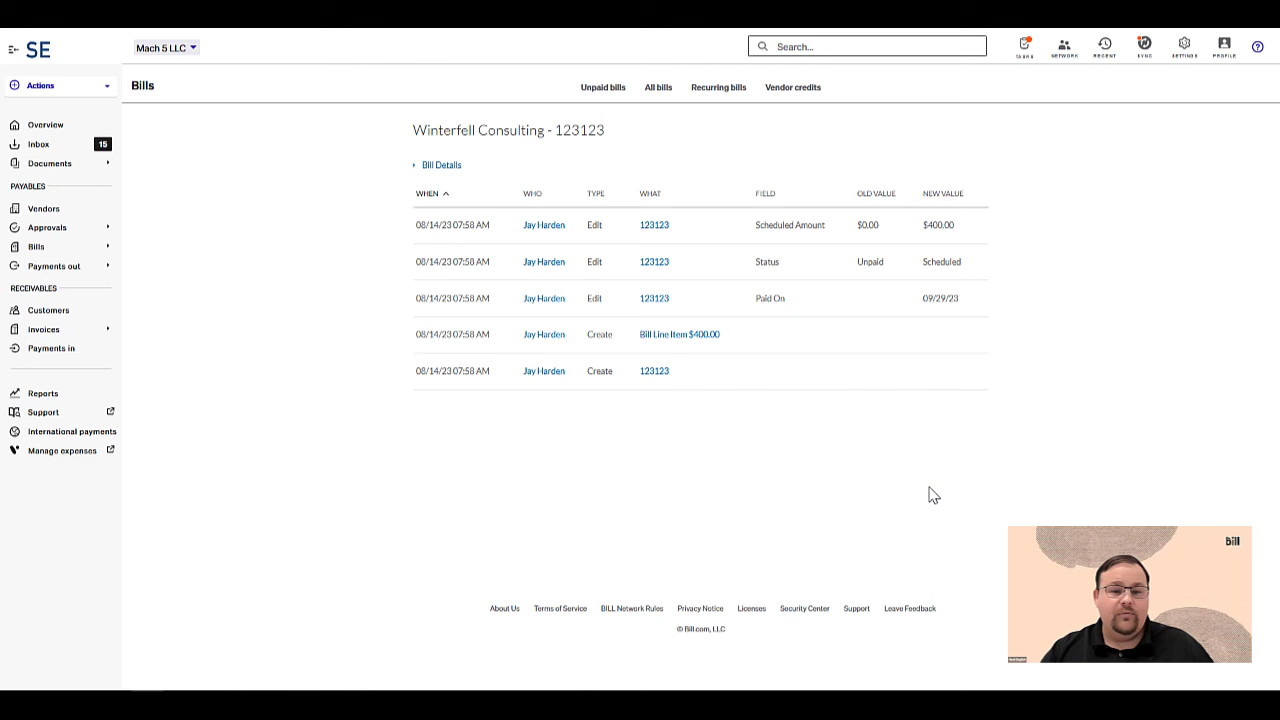 SE
Mach 5 LLC
Search...
TASKS
NETWORK
RECENT
SYNC
SETTINGS
PROFILE
Actions
Bills
Unpaid bills
All bills
Recurring bills
Vendor credits
Overview
Inbox 15
Documents
PAYABLES
Vendors
Approvals
Bills
Payments out
RECEIVABLES
Customers
Invoices
Payments in
Reports
Support
International payments
Manage expenses
Winterfell Consulting - 123123
Bill Details
WHEN WHO TYPE WHAT FIELD OLD VALUE NEW VALUE
08/14/23 07:58 AM Jay Harden Edit 123123 Scheduled Amount $0.00 $400.00
08/14/23 07:58 AM Jay Harden Edit 123123 Status Unpaid Scheduled
08/14/23 07:58 AM Jay Harden Edit 123123 Paid On 09/29/23
08/14/23 07:58 AM Jay Harden Create Bill Line Item $400.00
08/14/23 07:58 AM Jay Harden Create 123123
bill
About Us Terms of Service BILL Network Rules Privacy Notice Licenses Security Center Support Leave Feedback
© Bill.com, LLC